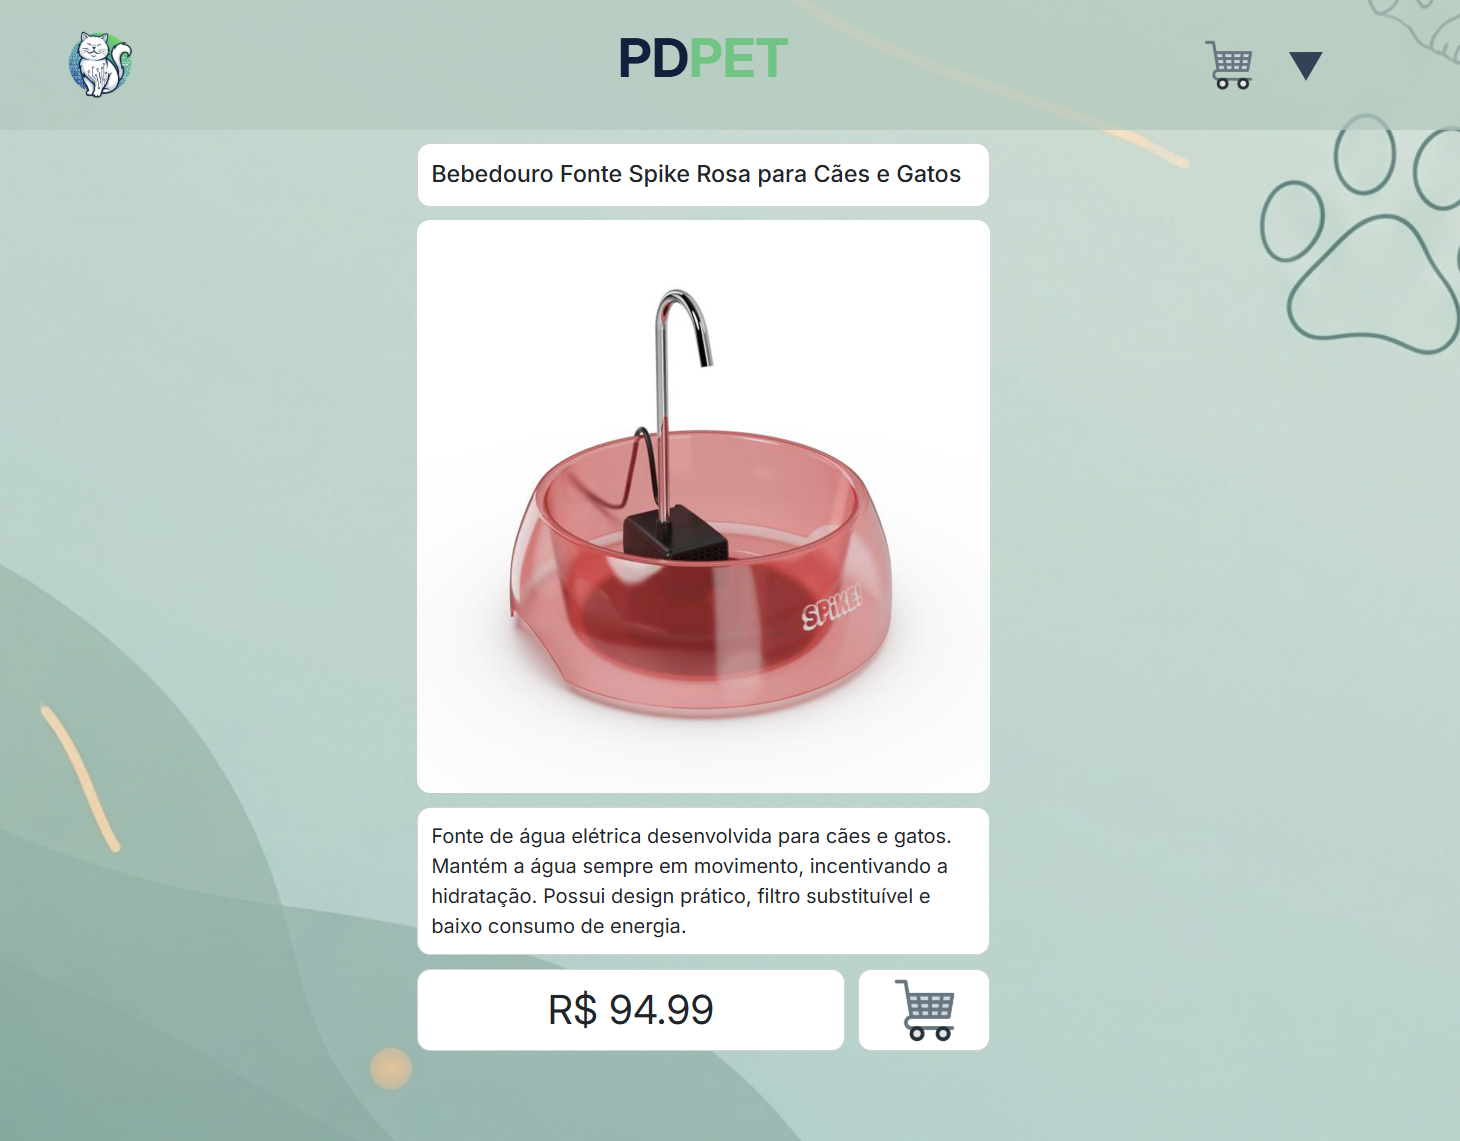 PDPET
Bebedouro Fonte Spike Rosa para Cães e Gatos
SPiKE!
Fonte de água elétrica desenvolvida para cães e gatos.
Mantém a água sempre em movimento, incentivando a
hidratação. Possui design prático, filtro substituível e
baixo consumo de energia.
R$ 94.99